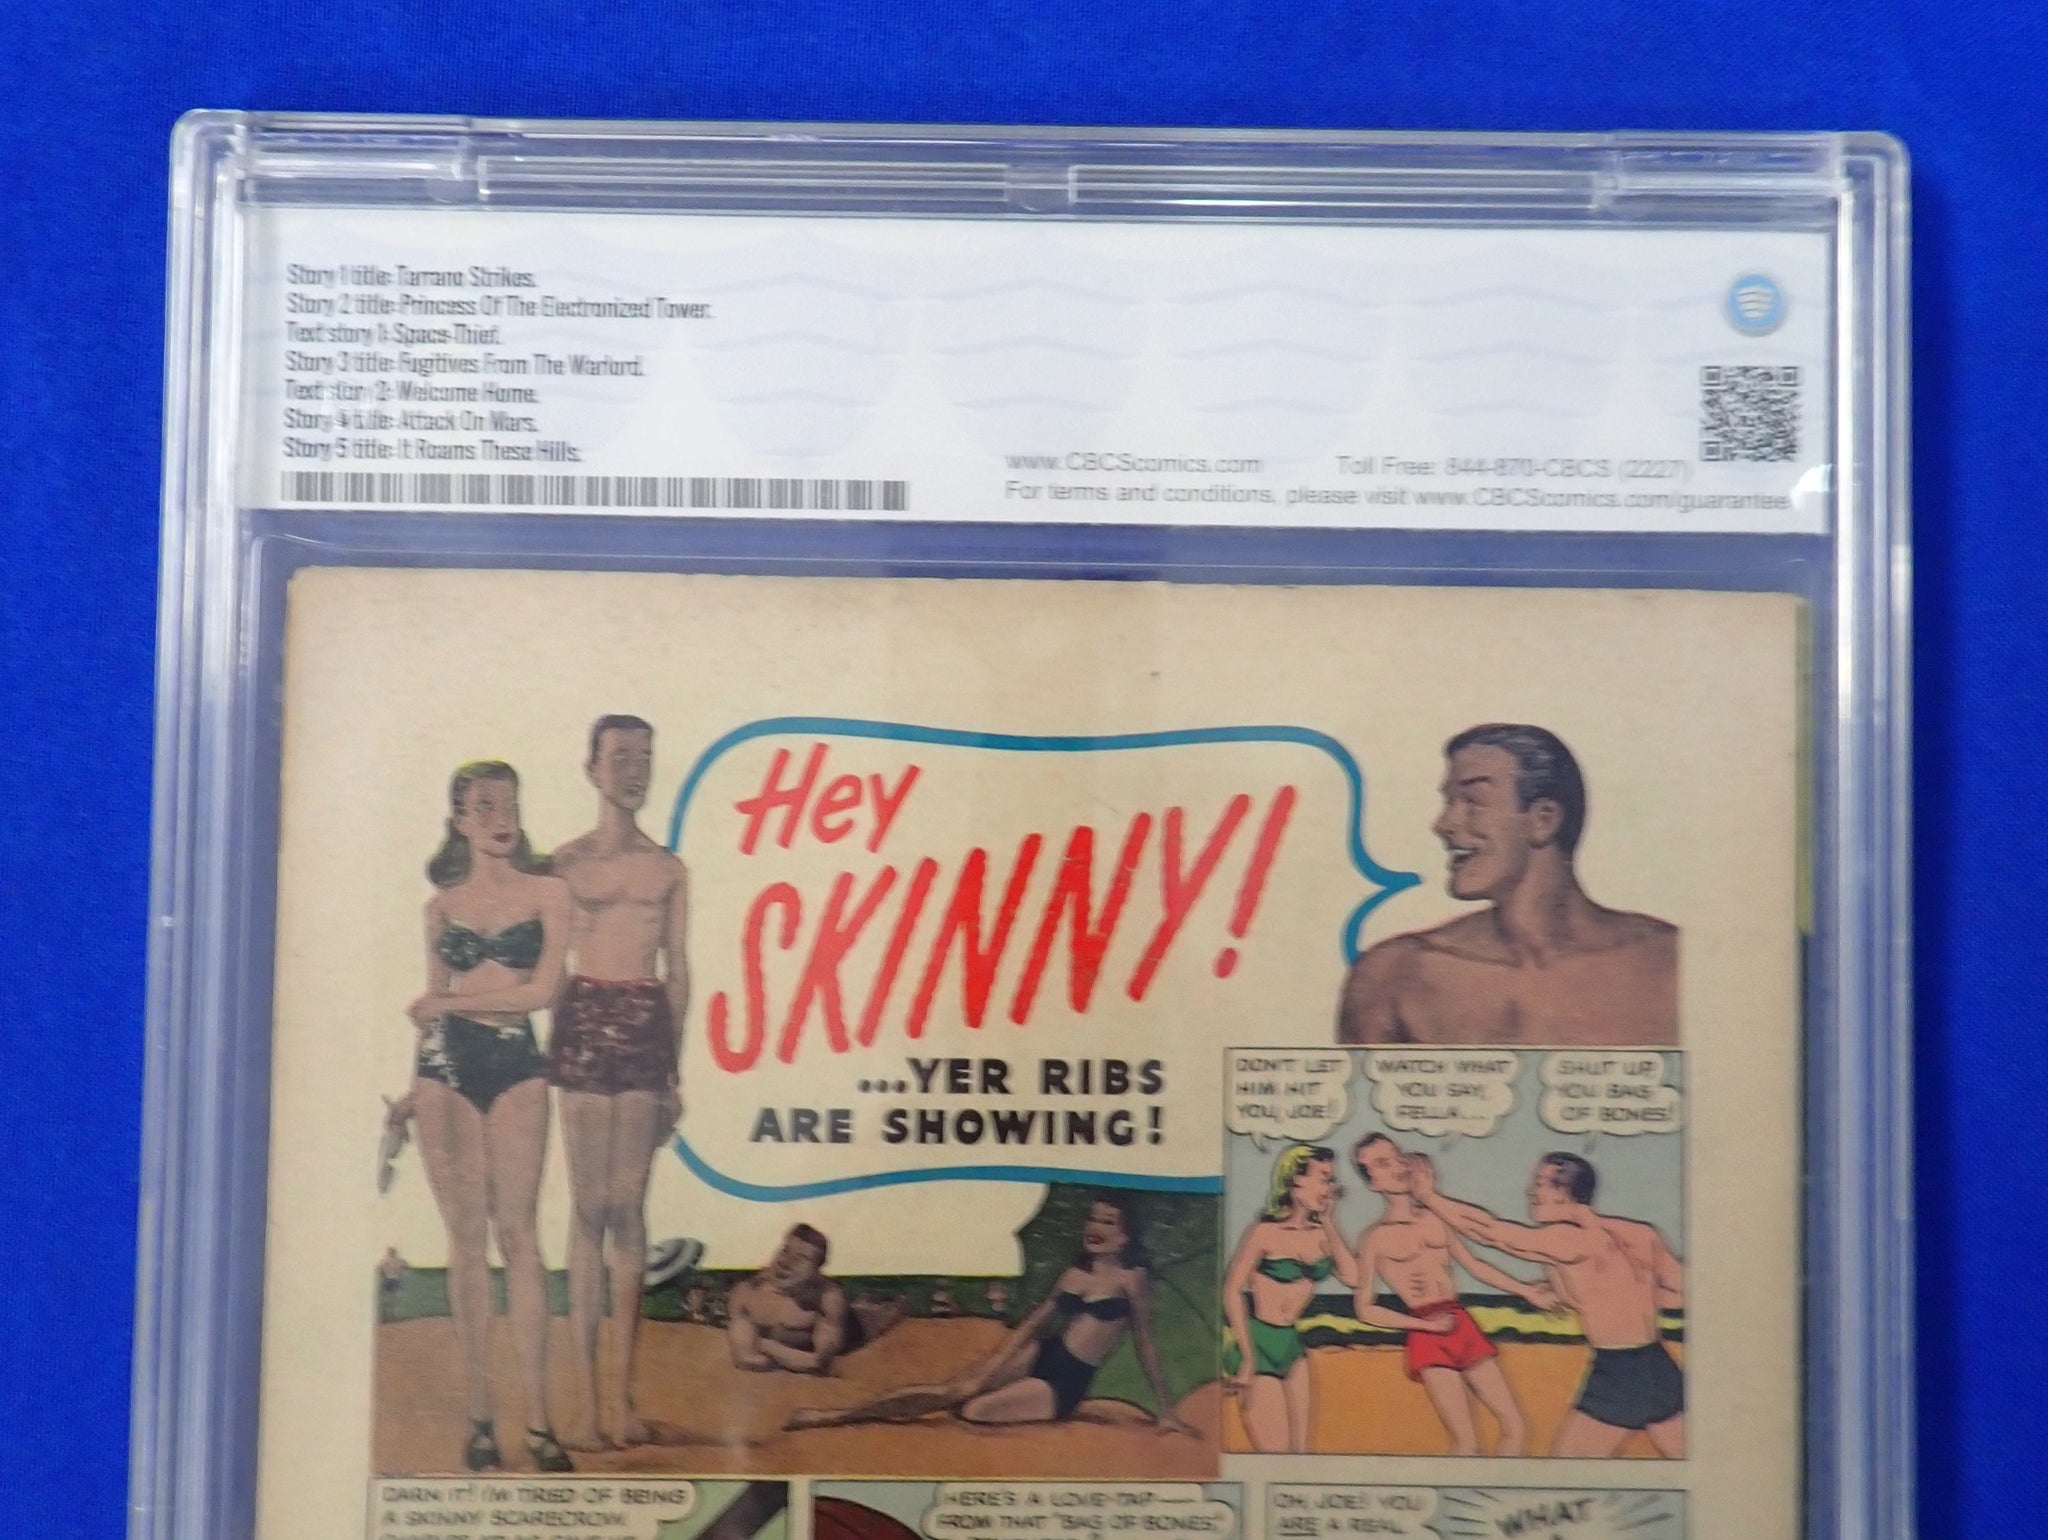 Story 1 title: Tarrano Strikes.
Story 2 title: Princess Of The Electronized Tower.
Text story 1: Space-Thief.
Story 3 title: Fugitives From The Warlord.
Text story 2: Welcome Home.
Story 4 title: Attack On Mars.
Story 5 title: It Roams These Hills.
www.CBCScomics.com Toll Free: 844-870-CBCS (2227)
For terms and conditions, please visit www.CBCScomics.com/guarantee
Hey
SKINNY!
...YER RIBS
ARE SHOWING!
DON'T LET
HIM HIT
YOU, JOE!
WATCH WHAT
YOU SAY,
FELLA...
SHUT UP,
YOU BAG
OF BONES!
DARN IT! I'M TIRED OF BEING
A SKINNY SCARECROW.
HERE'S A LOVE-TAP—
FROM THAT "BAG OF BONES,"
OH, JOE! YOU
ARE A REAL
WHAT